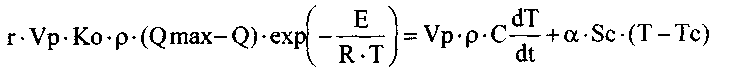 r·Vp·Ko·ρ·(Qmax−Q)·exp(−E/(R·T)) = Vp·ρ·C dT/dt + α·Sc·(T−Tc)